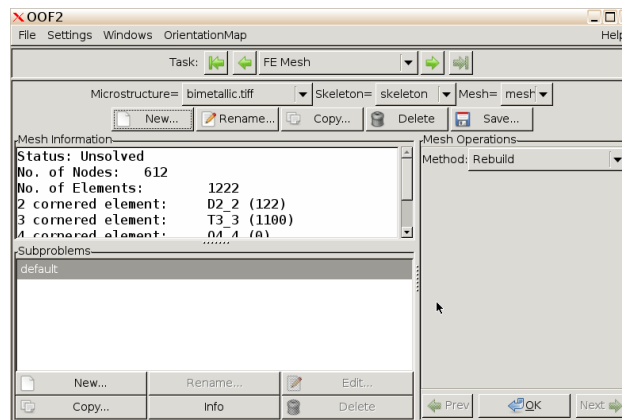 OOF2
File Settings Windows OrientationMap Help
Task: FE Mesh
Microstructure= bimetallic.tiff Skeleton= skeleton Mesh= mesh
New... Rename... Copy... Delete Save...
Mesh Information
Status: Unsolved
No. of Nodes: 612
No. of Elements: 1222
2 cornered element: D2_2 (122)
3 cornered element: T3_3 (1100)
4 cornered element: Q4_4 (0)
Subproblems
default
New... Rename... Edit...
Copy... Info Delete
Mesh Operations
Method: Rebuild
Prev OK Next